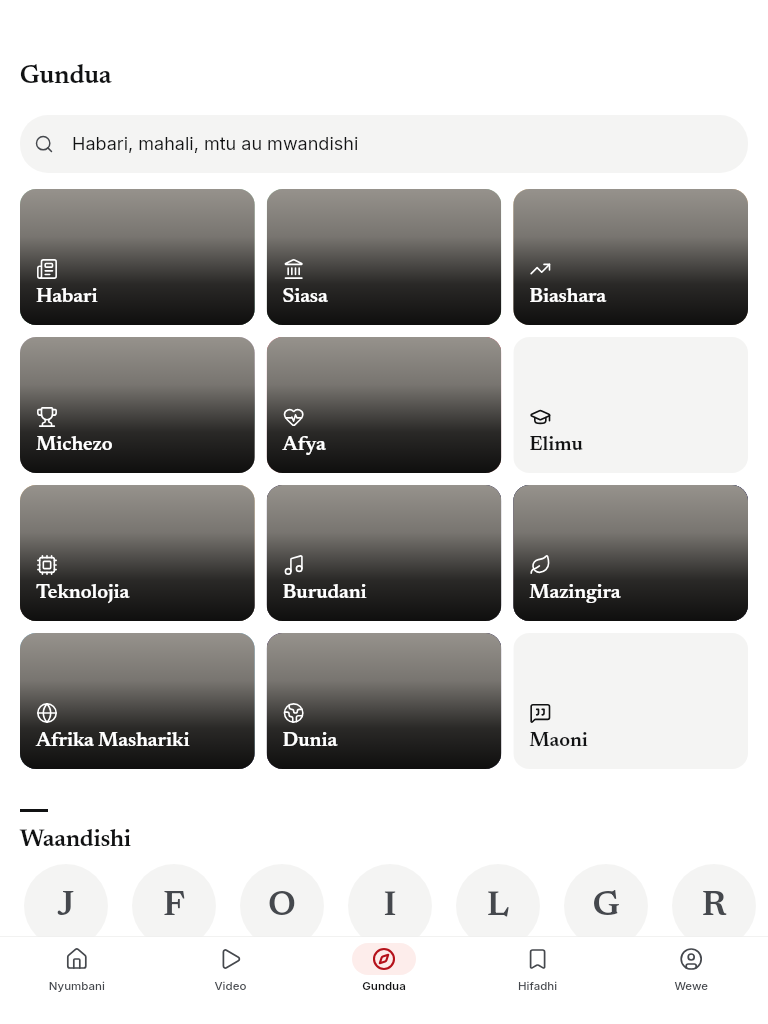 Gundua
Habari, mahali, mtu au mwandishi
Habari
Siasa
Biashara
Michezo
Afya
Elimu
Teknolojia
Burudani
Mazingira
Afrika Mashariki
Dunia
Maoni
Waandishi
J
F
O
I
L
G
R
Nyumbani
Video
Gundua
Hifadhi
Wewe